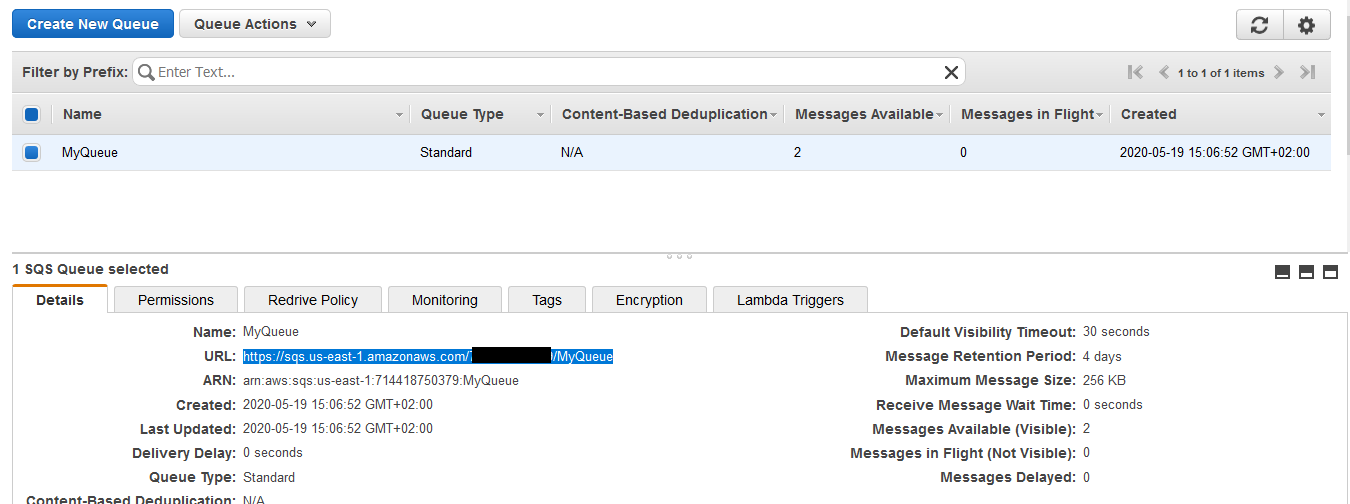 Create New Queue Queue Actions
Filter by Prefix: Enter Text... 1 to 1 of 1 items
Name Queue Type Content-Based Deduplication Messages Available Messages in Flight Created
MyQueue Standard N/A 2 0 2020-05-19 15:06:52 GMT+02:00
1 SQS Queue selected
Details Permissions Redrive Policy Monitoring Tags Encryption Lambda Triggers
Name: MyQueue Default Visibility Timeout: 30 seconds
URL: https://sqs.us-east-1.amazonaws.com/ /MyQueue Message Retention Period: 4 days
ARN: arn:aws:sqs:us-east-1:714418750379:MyQueue Maximum Message Size: 256 KB
Created: 2020-05-19 15:06:52 GMT+02:00 Receive Message Wait Time: 0 seconds
Last Updated: 2020-05-19 15:06:52 GMT+02:00 Messages Available (Visible): 2
Delivery Delay: 0 seconds Messages in Flight (Not Visible): 0
Queue Type: Standard Messages Delayed: 0
Content-Based Deduplication: N/A